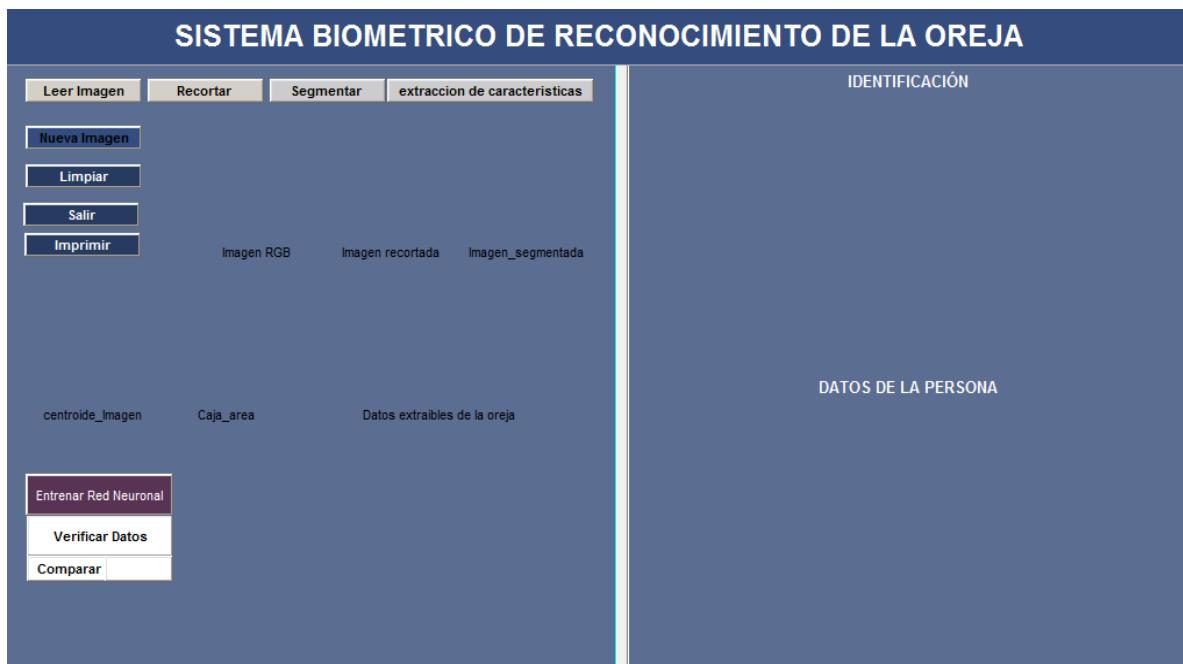 SISTEMA BIOMETRICO DE RECONOCIMIENTO DE LA OREJA
Leer Imagen
Recortar
Segmentar
extraccion de caracteristicas
Nueva Imagen
Limpiar
Salir
Imprimir
Imagen RGB
Imagen recortada
Imagen_segmentada
centroide_Imagen
Caja_area
Datos extraibles de la oreja
Entrenar Red Neuronal
Verificar Datos
Comparar
IDENTIFICACIÓN
DATOS DE LA PERSONA